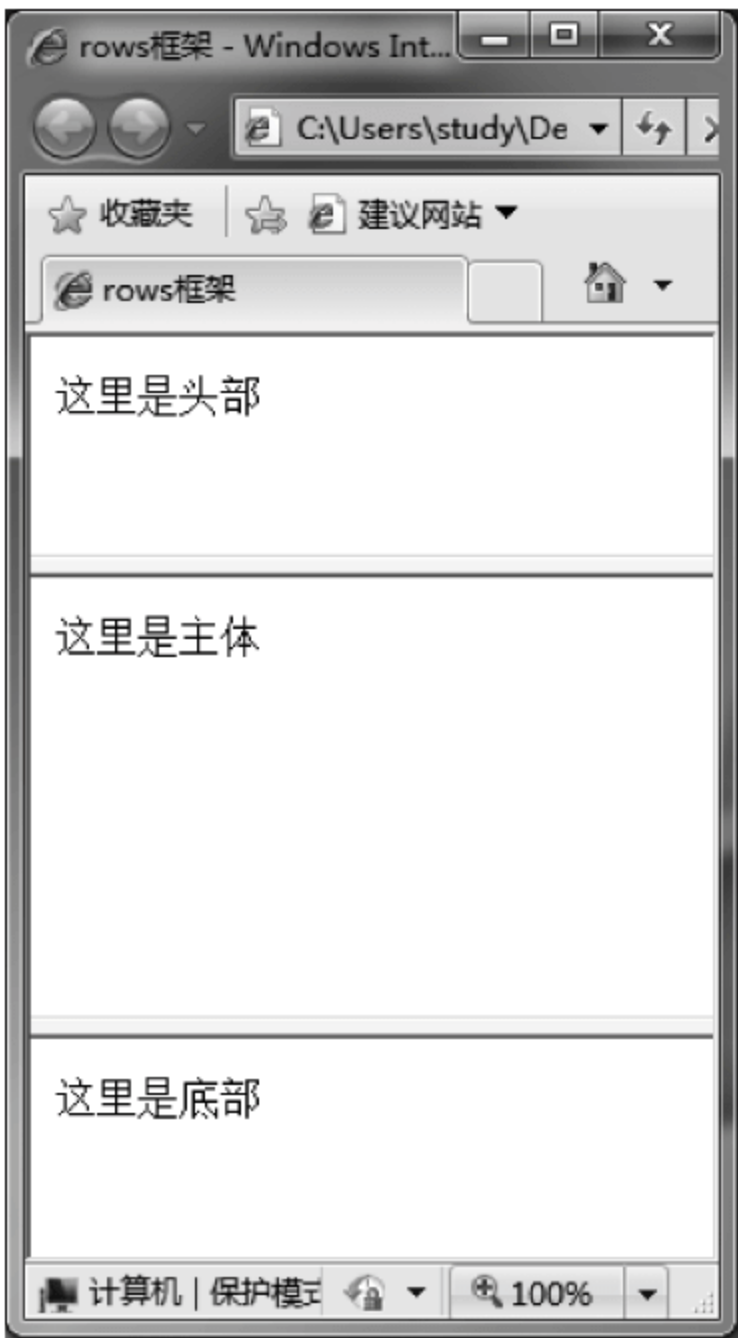 rows框架 - Windows Int...
C:\Users\study\De
收藏夹 建议网站
rows框架
这里是头部
这里是主体
这里是底部
计算机 | 保护模式 100%